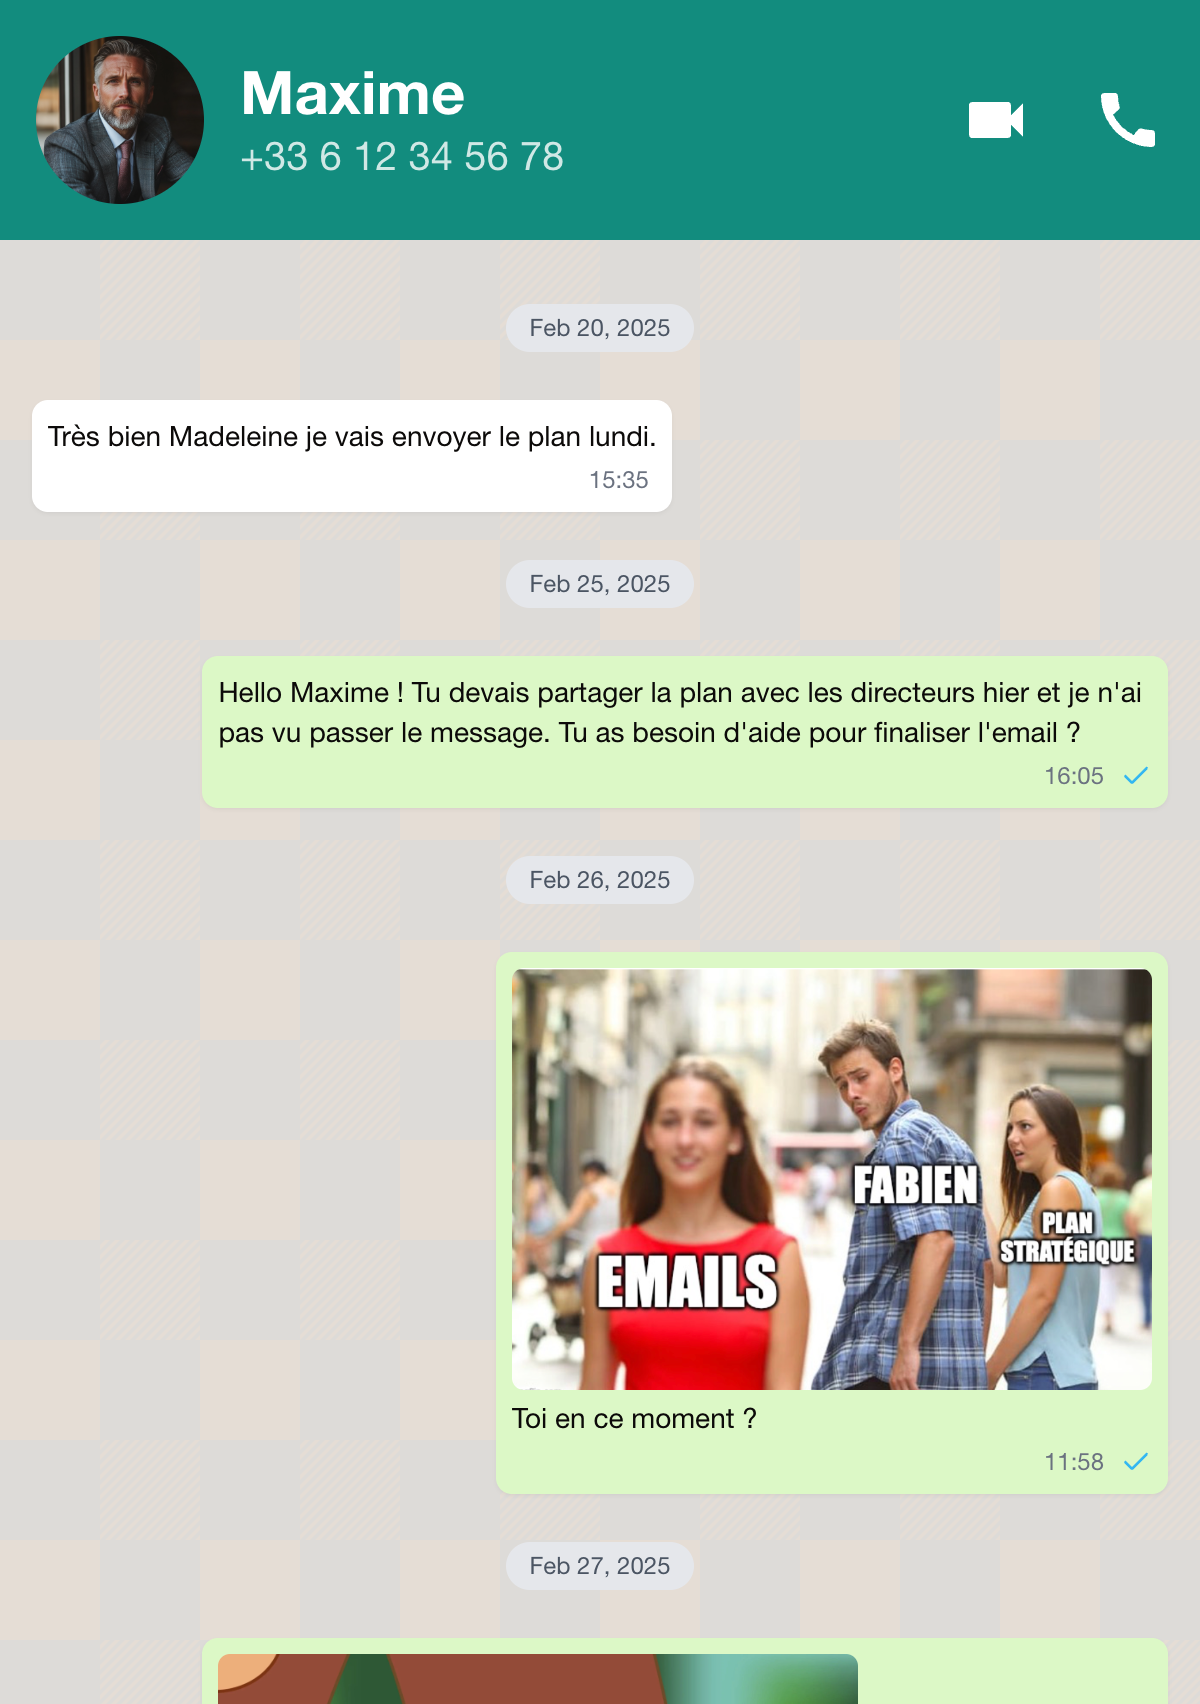 Maxime
+33 6 12 34 56 78
Feb 20, 2025
Très bien Madeleine je vais envoyer le plan lundi.
15:35
Feb 25, 2025
Hello Maxime ! Tu devais partager la plan avec les directeurs hier et je n'ai
pas vu passer le message. Tu as besoin d'aide pour finaliser l'email ?
16:05
Feb 26, 2025
FABIEN
PLAN
STRATÉGIQUE
EMAILS
Toi en ce moment ?
11:58
Feb 27, 2025